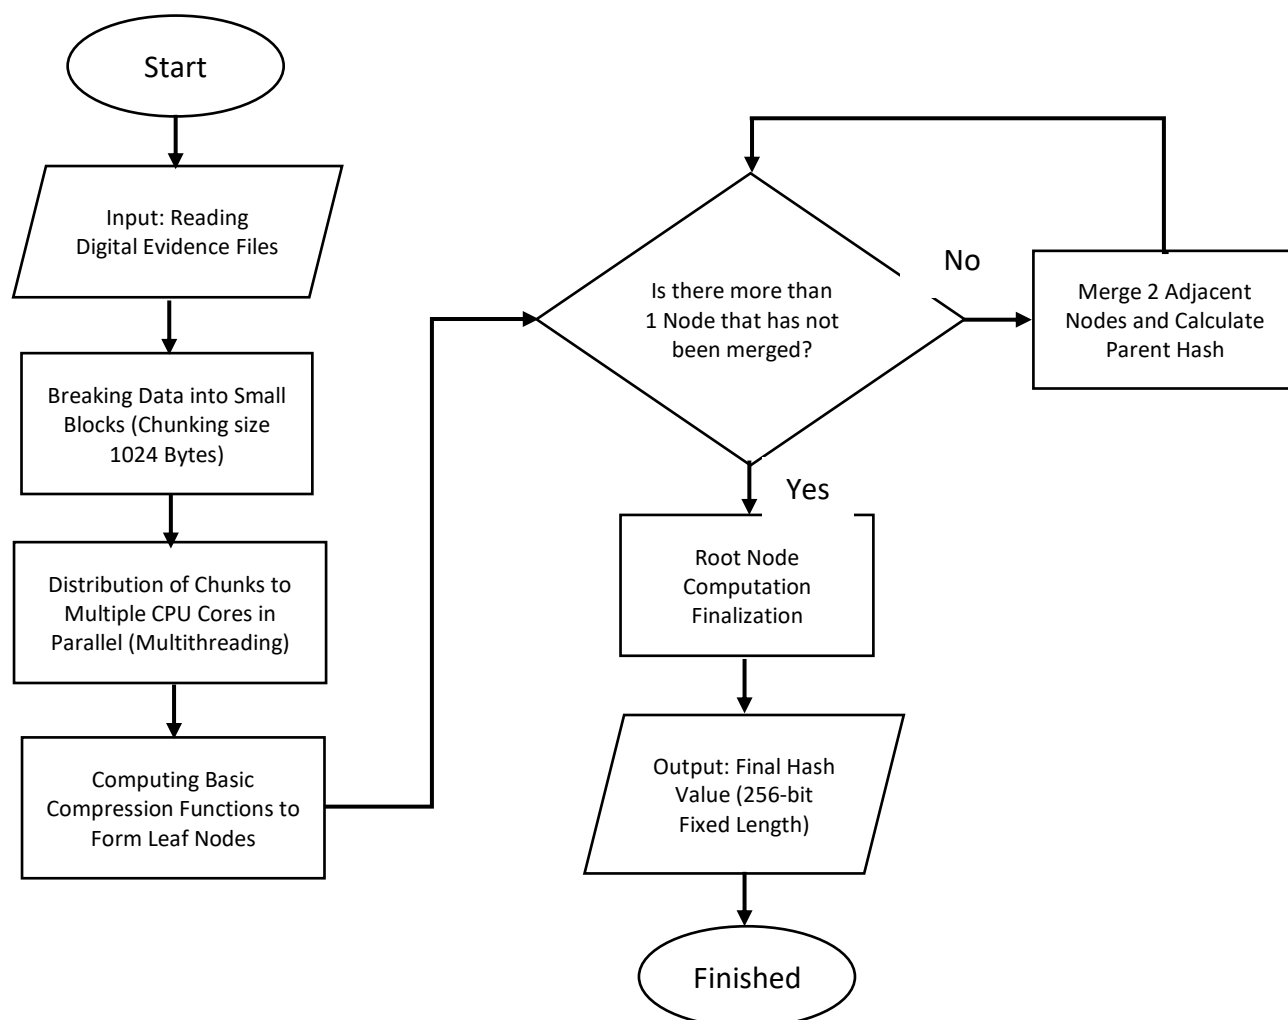 Start
Input: Reading
Digital Evidence Files
Breaking Data into Small
Blocks (Chunking size
1024 Bytes)
Distribution of Chunks to
Multiple CPU Cores in
Parallel (Multithreading)
Computing Basic
Compression Functions to
Form Leaf Nodes
Is there more than
1 Node that has not
been merged?
No
Merge 2 Adjacent
Nodes and Calculate
Parent Hash
Yes
Root Node
Computation
Finalization
Output: Final Hash
Value (256-bit
Fixed Length)
Finished